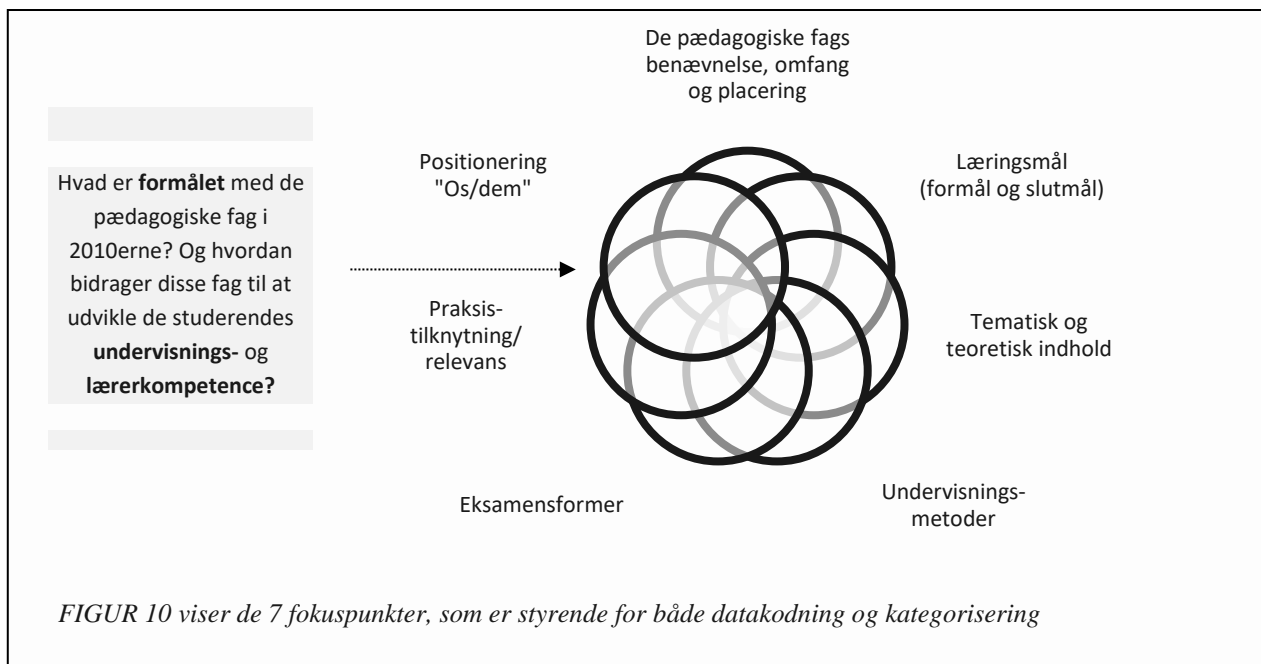 De pædagogiske fags
benævnelse, omfang
og placering
Hvad er formålet med de
pædagogiske fag i
2010erne? Og hvordan
bidrager disse fag til at
udvikle de studerendes
undervisnings- og
lærerkompetence?
Positionering
"Os/dem"
Læringsmål
(formål og slutmål)
Praksis-
tilknytning/
relevans
Tematisk og
teoretisk indhold
Eksamensformer
Undervisnings-
metoder
FIGUR 10 viser de 7 fokuspunkter, som er styrende for både datakodning og kategorisering